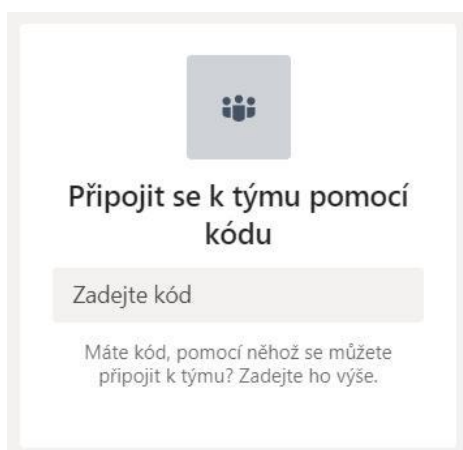 Připojit se k týmu pomocí
kódu
Zadejte kód
Máte kód, pomocí něhož se můžete
připojit k týmu? Zadejte ho výše.